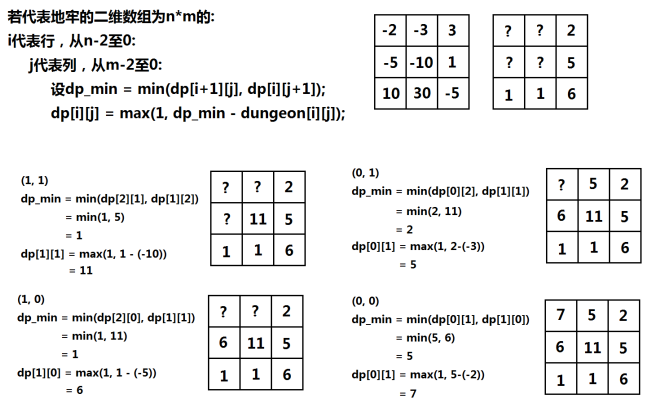 若代表地牢的二维数组为n*m的:
i代表行，从n-2至0:
j代表列，从m-2至0:
设dp_min = min(dp[i+1][j], dp[i][j+1]);
dp[i][j] = max(1, dp_min - dungeon[i][j]);
-2 -3 3
-5 -10 1
10 30 -5
? ? 2
? ? 5
1 1 6
(1, 1)
dp_min = min(dp[2][1], dp[1][2])
= min(1, 5)
= 1
dp[1][1] = max(1, 1 - (-10))
= 11
? ? 2
? 11 5
1 1 6
(0, 1)
dp_min = min(dp[0][2], dp[1][1])
= min(2, 11)
= 2
dp[0][1] = max(1, 2-(-3))
= 5
? 5 2
6 11 5
1 1 6
(1, 0)
dp_min = min(dp[2][0], dp[1][1])
= min(1, 11)
= 1
dp[1][0] = max(1, 1 - (-5))
= 6
? ? 2
6 11 5
1 1 6
(0, 0)
dp_min = min(dp[0][1], dp[1][0])
= min(5, 6)
= 5
dp[0][1] = max(1, 5-(-2))
= 7
7 5 2
6 11 5
1 1 6